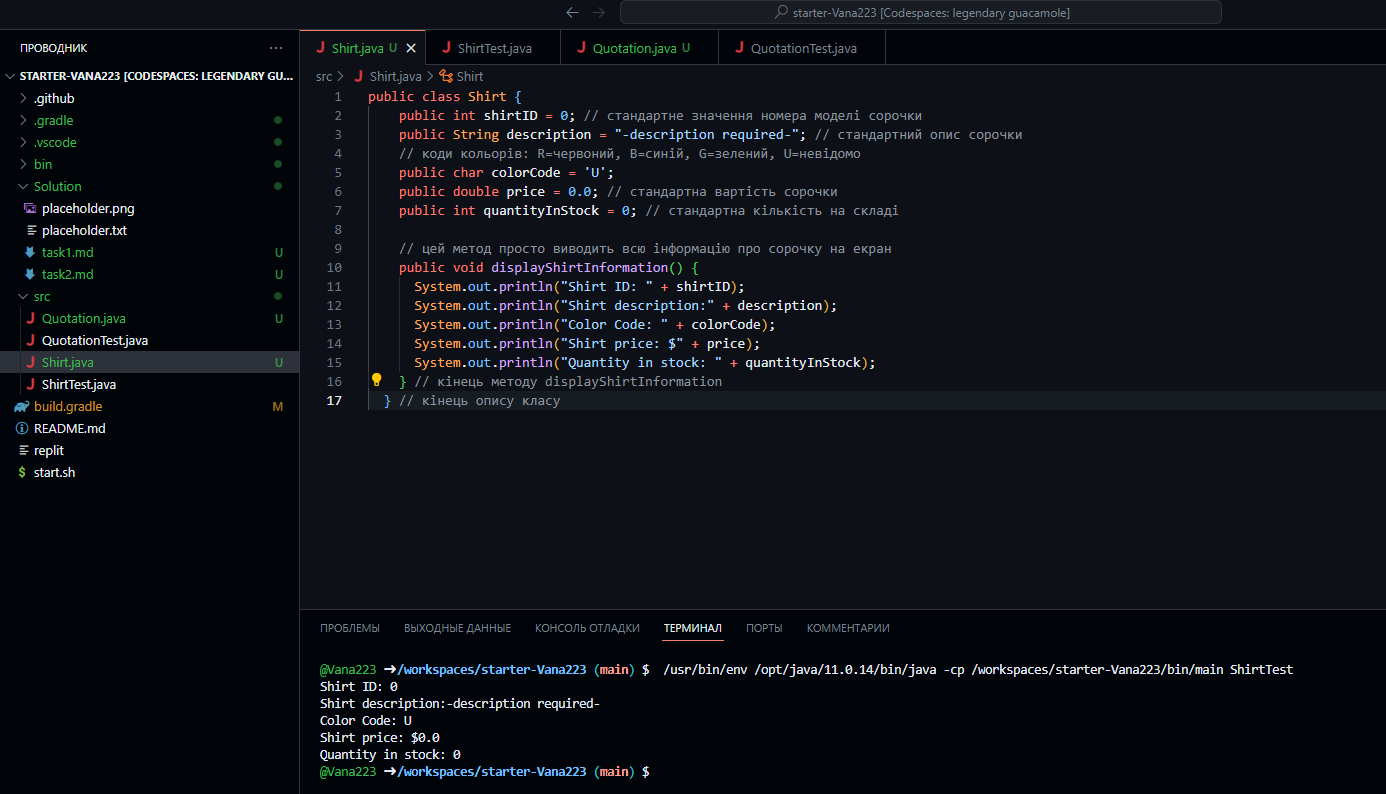 starter-Vana223 [Codespaces: legendary guacamole]
ПРОВОДНИК
STARTER-VANA223 [CODESPACES: LEGENDARY GU...
.github
.gradle
.vscode
bin
Solution
placeholder.png
placeholder.txt
task1.md U
task2.md U
src
Quotation.java U
QuotationTest.java
Shirt.java U
ShirtTest.java
build.gradle M
README.md
replit
$ start.sh
Shirt.java U
ShirtTest.java
Quotation.java U
QuotationTest.java
src > Shirt.java > Shirt
1 public class Shirt {
2 public int shirtID = 0; // стандартне значення номера моделі сорочки
3 public String description = "-description required-"; // стандартний опис сорочки
4 // коди кольорів: R=червоний, B=синій, G=зелений, U=невідомо
5 public char colorCode = 'U';
6 public double price = 0.0; // стандартна вартість сорочки
7 public int quantityInStock = 0; // стандартна кількість на складі
8
9 // цей метод просто виводить всю інформацію про сорочку на екран
10 public void displayShirtInformation() {
11 System.out.println("Shirt ID: " + shirtID);
12 System.out.println("Shirt description:" + description);
13 System.out.println("Color Code: " + colorCode);
14 System.out.println("Shirt price: $" + price);
15 System.out.println("Quantity in stock: " + quantityInStock);
16 } // кінець методу displayShirtInformation
17 } // кінець опису класу
ПРОБЛЕМЫ ВЫХОДНЫЕ ДАННЫЕ КОНСОЛЬ ОТЛАДКИ ТЕРМИНАЛ ПОРТЫ КОММЕНТАРИИ
@Vana223 ➜/workspaces/starter-Vana223 (main) $ /usr/bin/env /opt/java/11.0.14/bin/java -cp /workspaces/starter-Vana223/bin/main ShirtTest
Shirt ID: 0
Shirt description:-description required-
Color Code: U
Shirt price: $0.0
Quantity in stock: 0
@Vana223 ➜/workspaces/starter-Vana223 (main) $